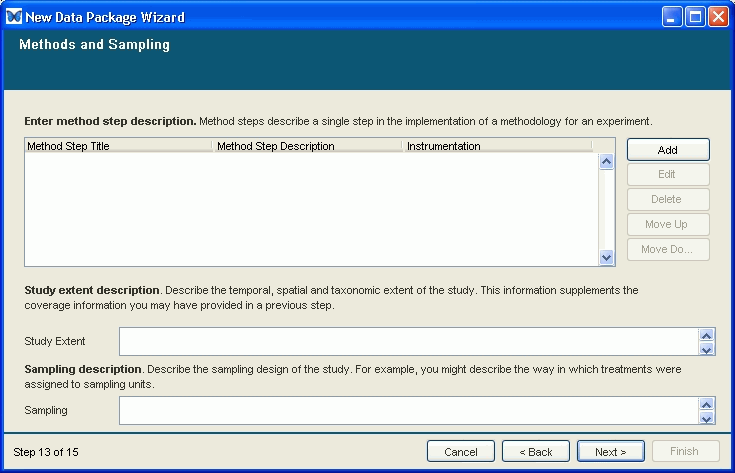 New Data Package Wizard
Methods and Sampling
Enter method step description. Method steps describe a single step in the implementation of a methodology for an experiment.
Method Step Title Method Step Description Instrumentation
Add
Edit
Delete
Move Up
Move Do...
Study extent description. Describe the temporal, spatial and taxonomic extent of the study. This information supplements the
coverage information you may have provided in a previous step.
Study Extent
Sampling description. Describe the sampling design of the study. For example, you might describe the way in which treatments were
assigned to sampling units.
Sampling
Step 13 of 15 Cancel < Back Next > Finish